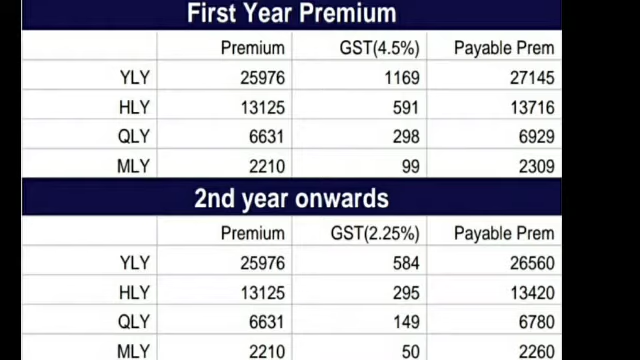 First Year Premium
Premium GST(4.5%) Payable Prem
YLY 25976 1169 27145
HLY 13125 591 13716
QLY 6631 298 6929
MLY 2210 99 2309
2nd year onwards
Premium GST(2.25%) Payable Prem
YLY 25976 584 26560
HLY 13125 295 13420
QLY 6631 149 6780
MLY 2210 50 2260